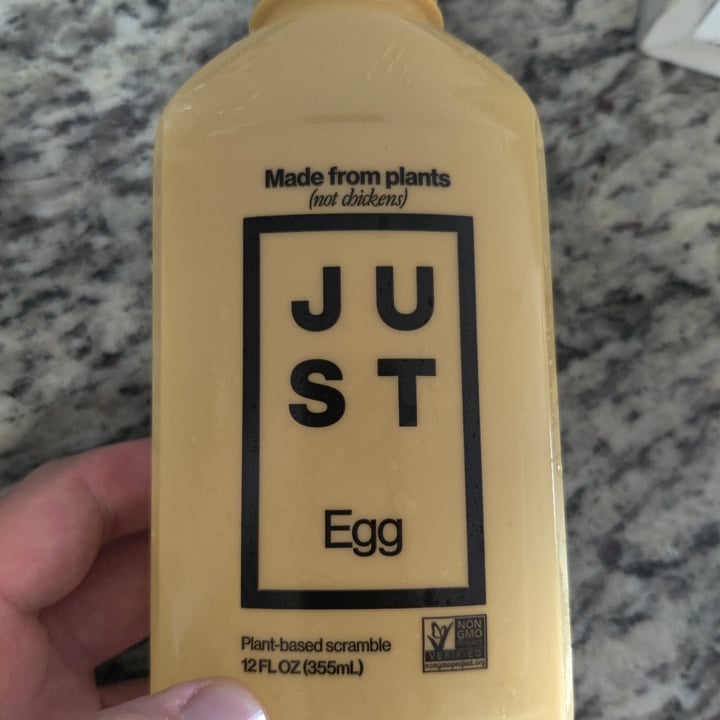 Made from plants
(not chickens)
JU
ST
Egg
Plant-based scramble
12 FL OZ (355mL)
NON
GMO
Project
VERIFIED
nongmoproject.org